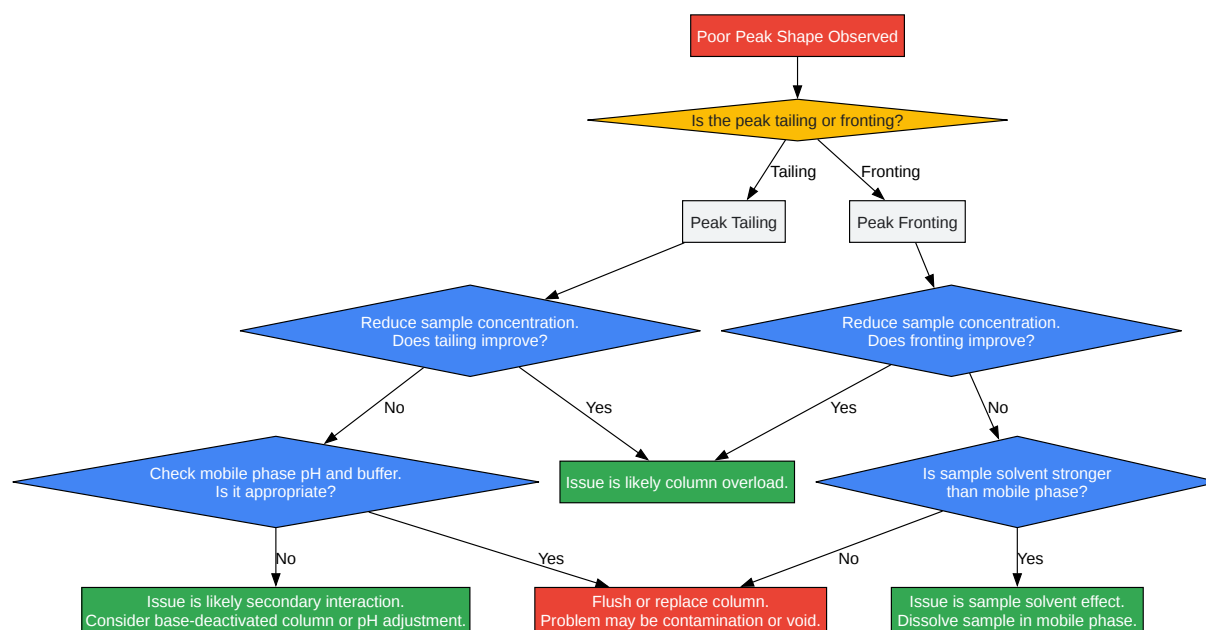 Poor Peak Shape Observed
Is the peak tailing or fronting?
Tailing
Fronting
Peak Tailing
Peak Fronting
Reduce sample concentration.
Does tailing improve?
Reduce sample concentration.
Does fronting improve?
No
Yes
Yes
No
Check mobile phase pH and buffer.
Is it appropriate?
Issue is likely column overload.
Is sample solvent stronger
than mobile phase?
No
Yes
No
Yes
Issue is likely secondary interaction.
Consider base-deactivated column or pH adjustment.
Flush or replace column.
Problem may be contamination or void.
Issue is sample solvent effect.
Dissolve sample in mobile phase.